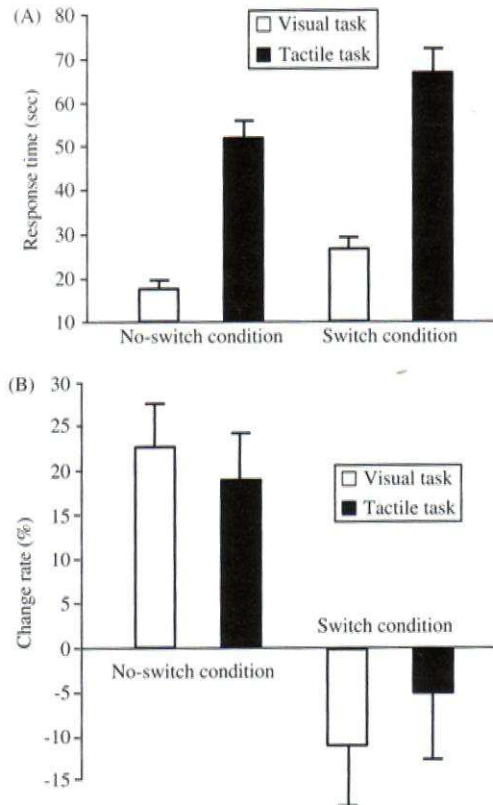 (A)
Visual task
Tactile task
Response time (sec)
80
70
60
50
40
30
20
10
No-switch condition
Switch condition
(B)
Visual task
Tactile task
Change rate (%)
30
25
20
15
10
5
0
-5
-10
-15
Switch condition
No-switch condition